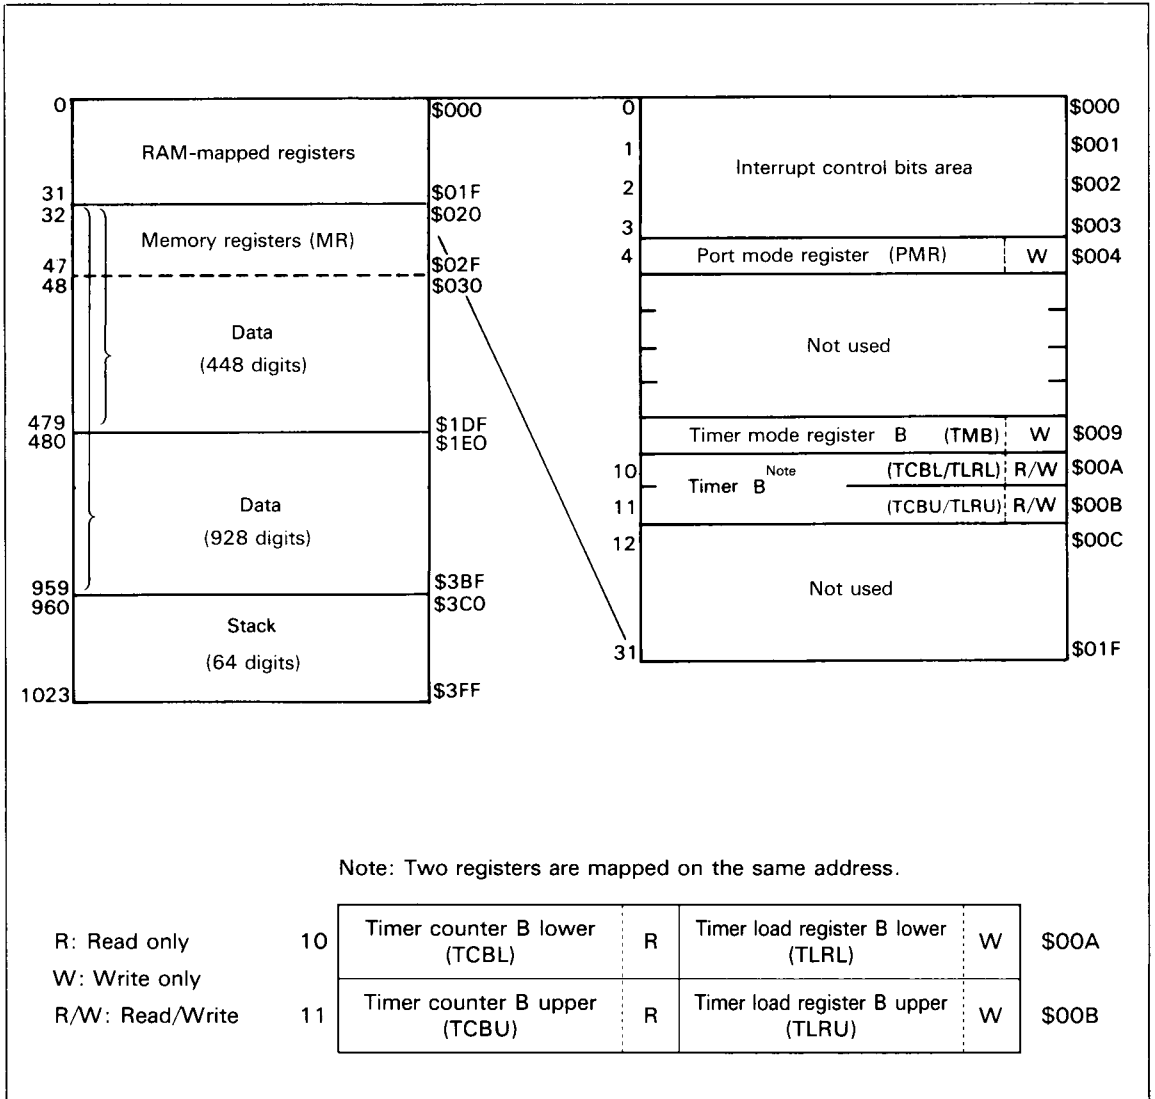 0 $000
RAM-mapped registers
31 $01F
32 $020
Memory registers (MR)
47 $02F
48 $030
Data
(448 digits)
479 $1DF
480 $1E0
Data
(928 digits)
959 $3BF
960 $3C0
Stack
(64 digits)
1023 $3FF
0 $000
1 $001
Interrupt control bits area
2 $002
3 $003
4 Port mode register (PMR) W $004
Not used
Timer mode register B (TMB) W $009
10 (TCBL/TLRL) R/W $00A
Timer B Note
11 (TCBU/TLRU) R/W $00B
12 $00C
Not used
31 $01F
Note: Two registers are mapped on the same address.
R: Read only
W: Write only
R/W: Read/Write
10 Timer counter B lower (TCBL) R Timer load register B lower (TLRL) W $00A
11 Timer counter B upper (TCBU) R Timer load register B upper (TLRU) W $00B